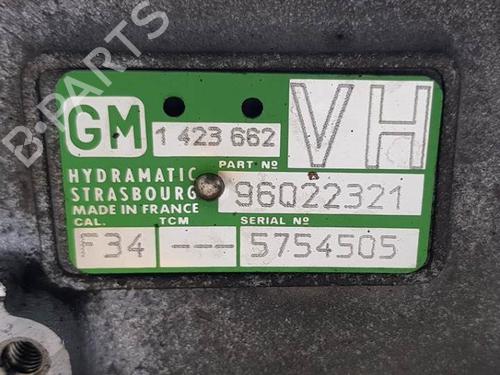 GM 1 423 662 VH
HYDRAMATIC PART Nº
STRASBOURG 96022321
MADE IN FRANCE
CAL. TCM SERIAL Nº
F34 --- 5754505
B-PARTS